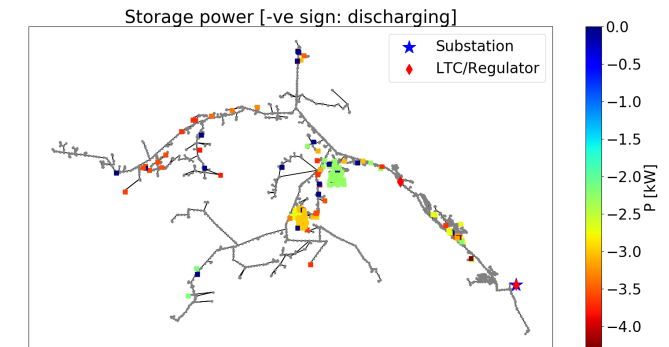 Storage power [-ve sign: discharging]
Substation
LTC/Regulator
0.0
−0.5
−1.0
−1.5
−2.0
−2.5
−3.0
−3.5
−4.0
P [kW]